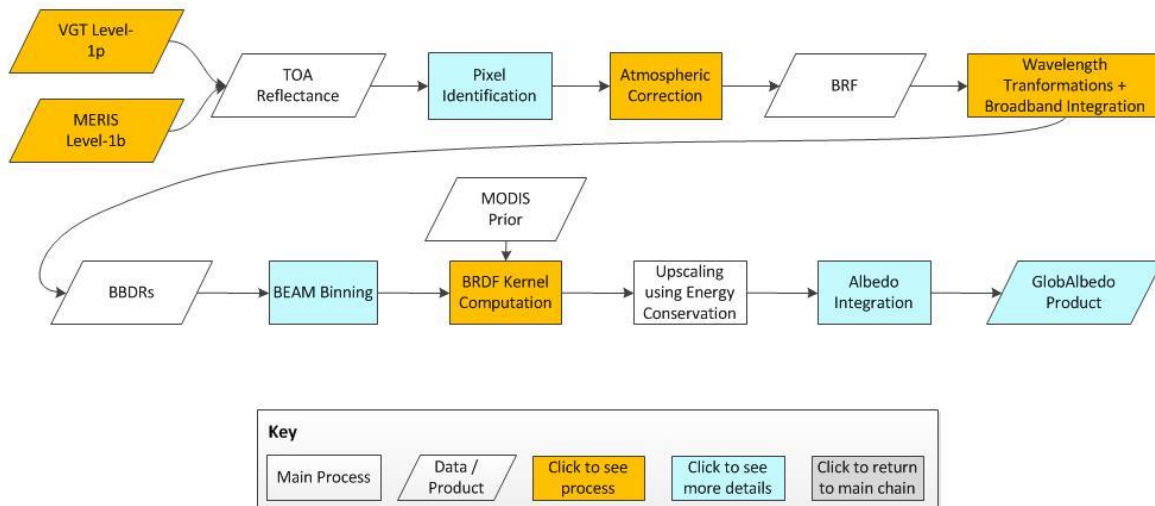 VGT Level-
1p
MERIS
Level-1b
TOA
Reflectance
Pixel
Identification
Atmospheric
Correction
BRF
Wavelength
Tranformations +
Broadband Integration
MODIS
Prior
BBDRs
BEAM Binning
BRDF Kernel
Computation
Upscaling
using Energy
Conservation
Albedo
Integration
GlobAlbedo
Product
Key
Main Process
Data /
Product
Click to see
process
Click to see
more details
Click to return
to main chain